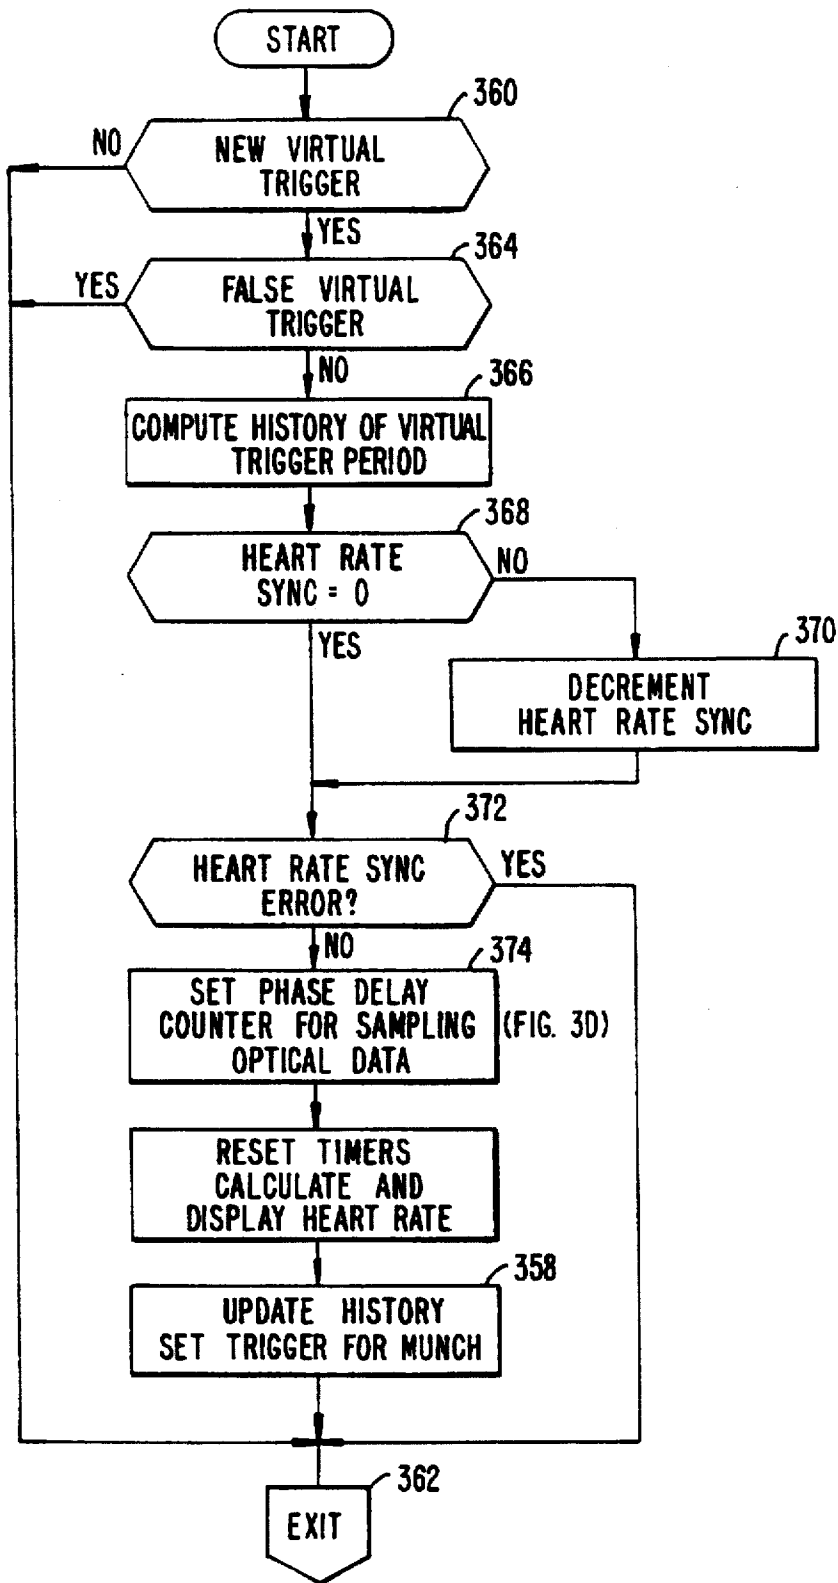 START
360
NO
NEW VIRTUAL
TRIGGER
YES
364
YES
FALSE VIRTUAL
TRIGGER
NO
366
COMPUTE HISTORY OF VIRTUAL
TRIGGER PERIOD
368
HEART RATE
SYNC = 0
NO
YES
370
DECREMENT
HEART RATE SYNC
372
HEART RATE SYNC
ERROR?
YES
NO
374
SET PHASE DELAY
COUNTER FOR SAMPLING (FIG. 3D)
OPTICAL DATA
RESET TIMERS
CALCULATE AND
DISPLAY HEART RATE
358
UPDATE HISTORY
SET TRIGGER FOR MUNCH
362
EXIT